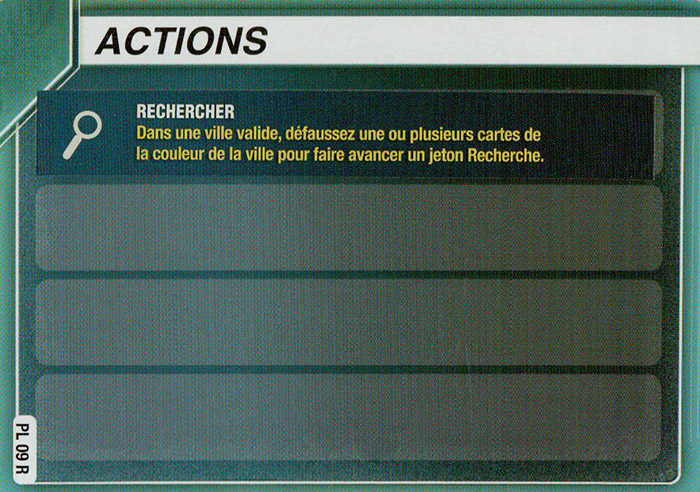 ACTIONS
RECHERCHER
Dans une ville valide, défaussez une ou plusieurs cartes de
la couleur de la ville pour faire avancer un jeton Recherche.
PL 09 R